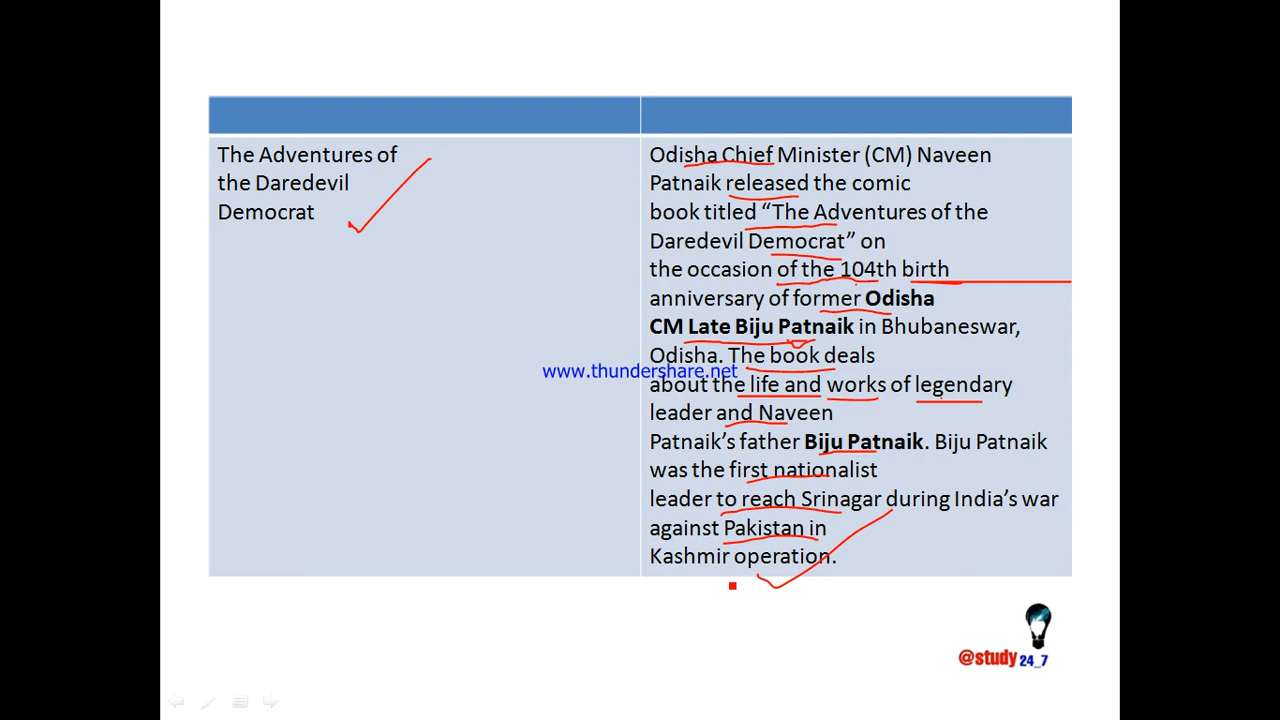 The Adventures of
the Daredevil
Democrat
Odisha Chief Minister (CM) Naveen
Patnaik released the comic
book titled “The Adventures of the
Daredevil Democrat” on
the occasion of the 104th birth
anniversary of former Odisha
CM Late Biju Patnaik in Bhubaneswar,
Odisha. The book deals
about the life and works of legendary
leader and Naveen
Patnaik’s father Biju Patnaik. Biju Patnaik
was the first nationalist
leader to reach Srinagar during India’s war
against Pakistan in
Kashmir operation.
www.thundershare.net
@study 24_7